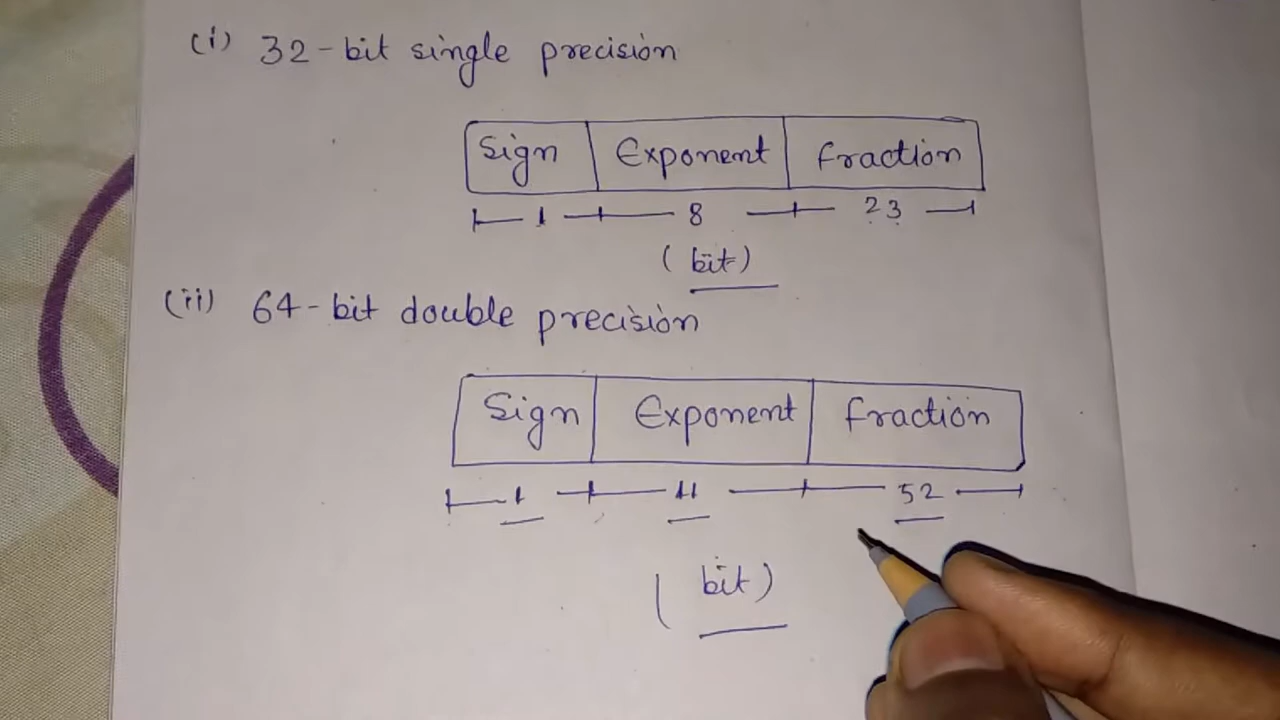 (i) 32-bit single precision
Sign Exponent fraction
1 8 23
(bit)
(ii) 64-bit double precision
Sign Exponent fraction
1 11 52
(bit)